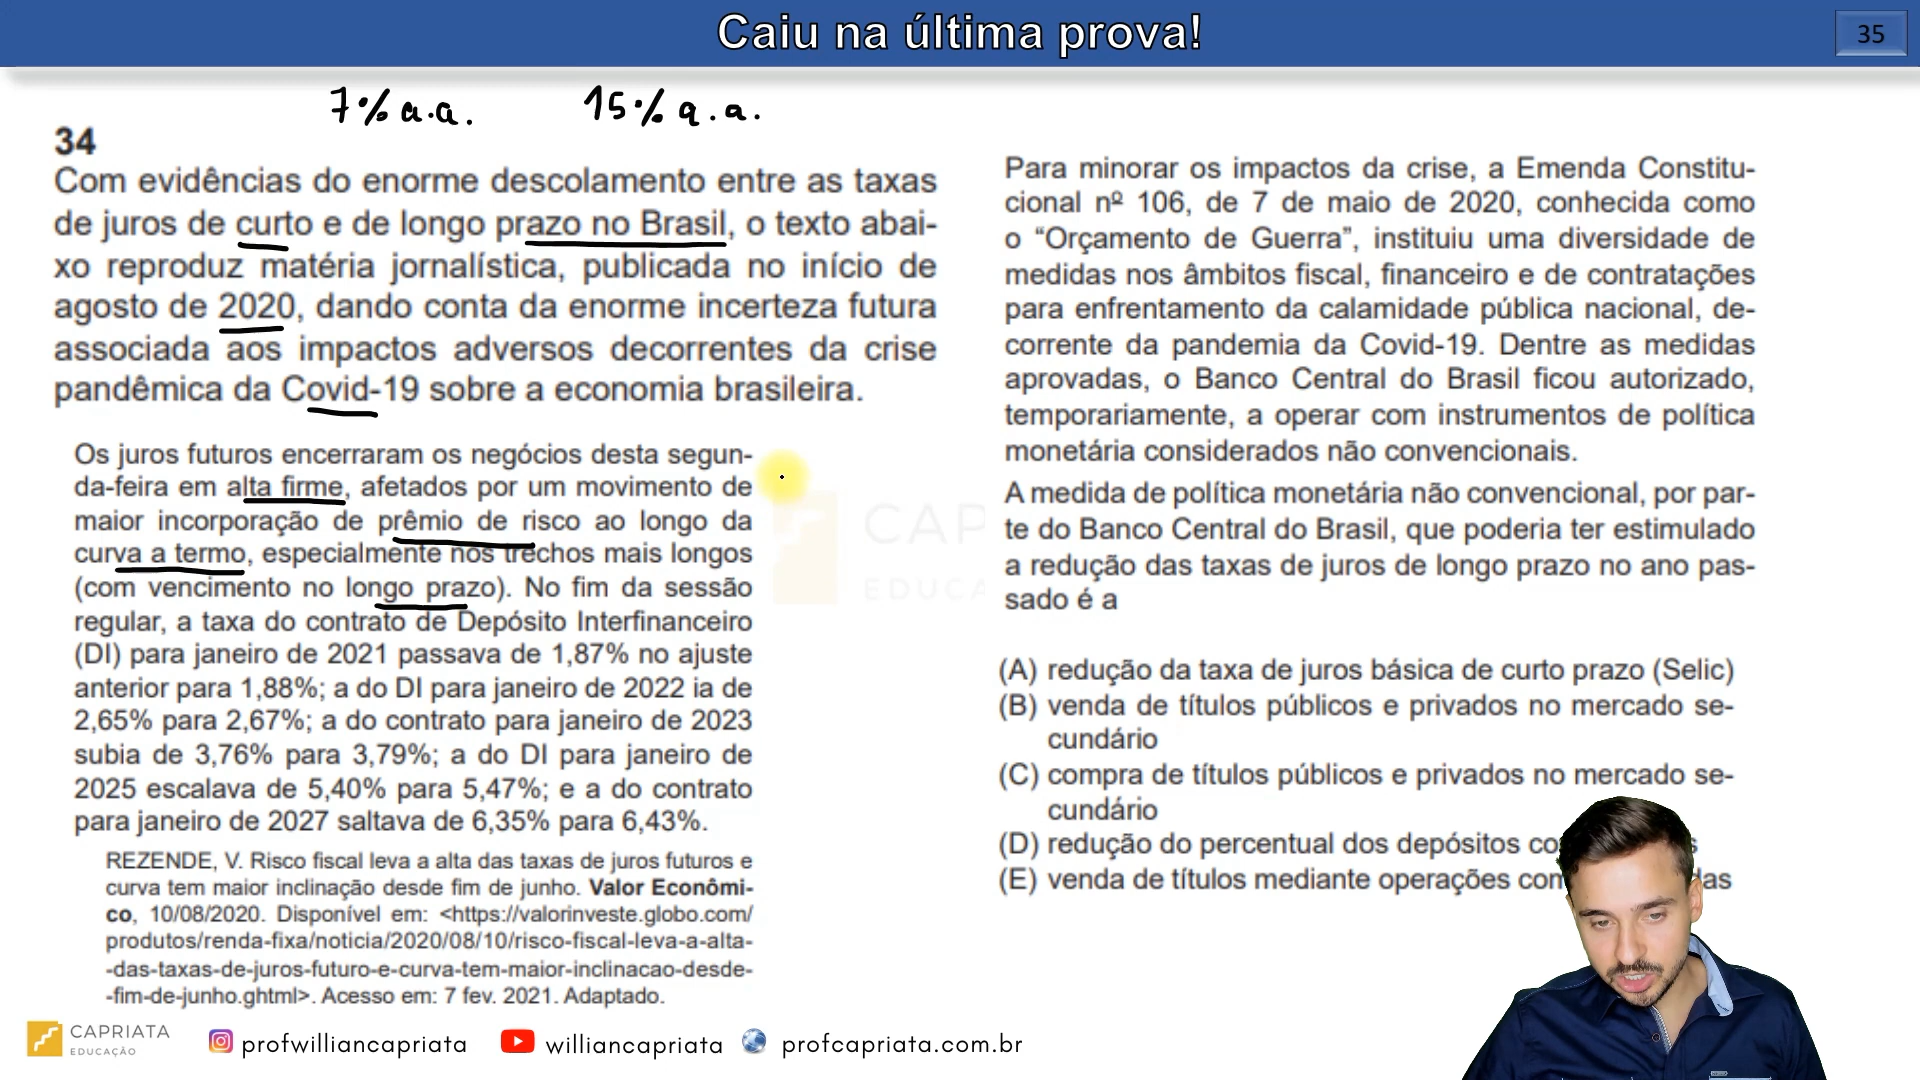 Caiu na última prova!
35
7% a.a. 15% a.a.
34
Com evidências do enorme descolamento entre as taxas
de juros de curto e de longo prazo no Brasil, o texto abai-
xo reproduz matéria jornalística, publicada no início de
agosto de 2020, dando conta da enorme incerteza futura
associada aos impactos adversos decorrentes da crise
pandêmica da Covid-19 sobre a economia brasileira.
Os juros futuros encerraram os negócios desta segun-
da-feira em alta firme, afetados por um movimento de
maior incorporação de prêmio de risco ao longo da
curva a termo, especialmente nos trechos mais longos
(com vencimento no longo prazo). No fim da sessão
regular, a taxa do contrato de Depósito Interfinanceiro
(DI) para janeiro de 2021 passava de 1,87% no ajuste
anterior para 1,88%; a do DI para janeiro de 2022 ia de
2,65% para 2,67%; a do contrato para janeiro de 2023
subia de 3,76% para 3,79%; a do DI para janeiro de
2025 escalava de 5,40% para 5,47%; e a do contrato
para janeiro de 2027 saltava de 6,35% para 6,43%.
REZENDE, V. Risco fiscal leva a alta das taxas de juros futuros e
curva tem maior inclinação desde fim de junho. Valor Econômi-
co, 10/08/2020. Disponível em: <https://valorinveste.globo.com/
produtos/renda-fixa/noticia/2020/08/10/risco-fiscal-leva-a-alta-
-das-taxas-de-juros-futuro-e-curva-tem-maior-inclinacao-desde-
-fim-de-junho.ghtml>. Acesso em: 7 fev. 2021. Adaptado.
CAP
EDUCA
Para minorar os impactos da crise, a Emenda Constitu-
cional nº 106, de 7 de maio de 2020, conhecida como
o “Orçamento de Guerra”, instituiu uma diversidade de
medidas nos âmbitos fiscal, financeiro e de contratações
para enfrentamento da calamidade pública nacional, de-
corrente da pandemia da Covid-19. Dentre as medidas
aprovadas, o Banco Central do Brasil ficou autorizado,
temporariamente, a operar com instrumentos de política
monetária considerados não convencionais.
A medida de política monetária não convencional, por par-
te do Banco Central do Brasil, que poderia ter estimulado
a redução das taxas de juros de longo prazo no ano pas-
sado é a
(A) redução da taxa de juros básica de curto prazo (Selic)
(B) venda de títulos públicos e privados no mercado se-
cundário
(C) compra de títulos públicos e privados no mercado se-
cundário
(D) redução do percentual dos depósitos
(E) venda de títulos mediante operações
CAPRIATA
EDUCAÇÃO
profwilliancapriata
williancapriata
profcapriata.com.br